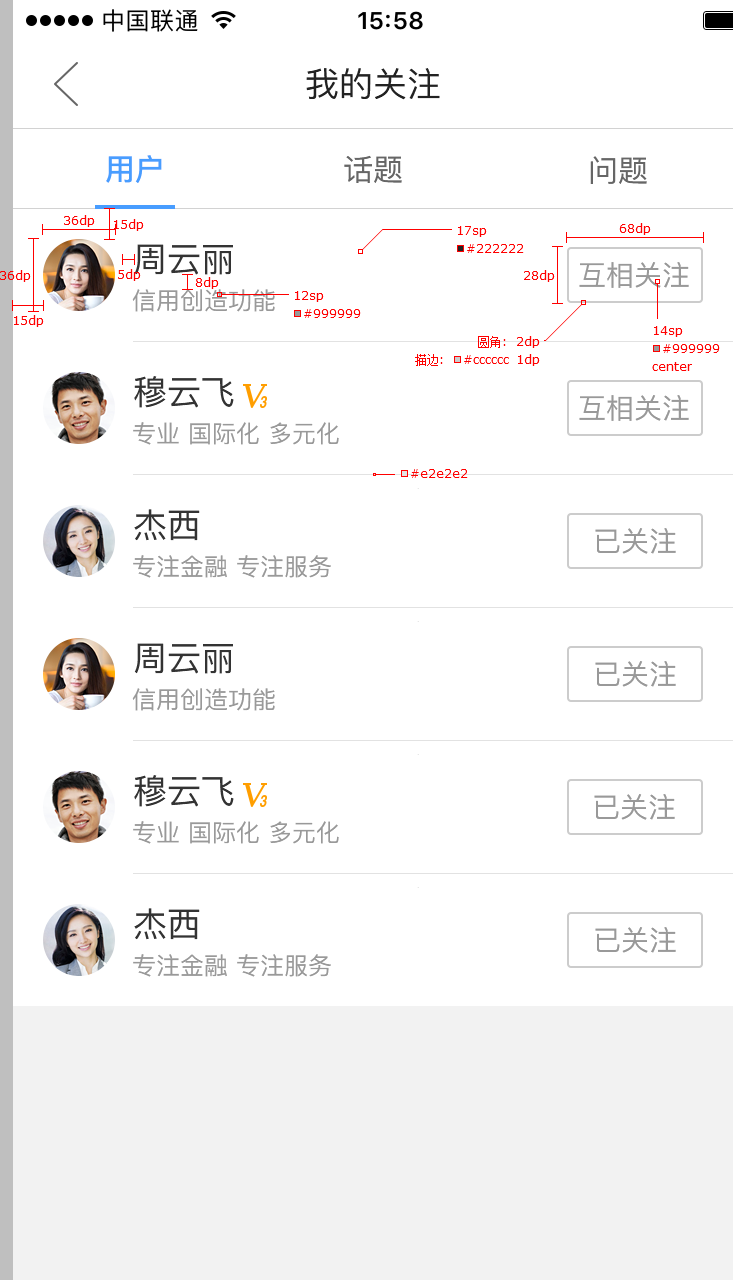 中国联通 15:58
我的关注
用户 话题 问题
36dp 15dp
周云丽
17sp
#222222
68dp
36dp 5dp 8dp 28dp
互相关注
信用创造功能
12sp
#999999
15dp
圆角: 2dp
描边: #cccccc 1dp
14sp
#999999
center
穆云飞 V3
专业 国际化 多元化
互相关注
#e2e2e2
杰西
专注金融 专注服务
已关注
周云丽
信用创造功能
已关注
穆云飞 V3
专业 国际化 多元化
已关注
杰西
专注金融 专注服务
已关注